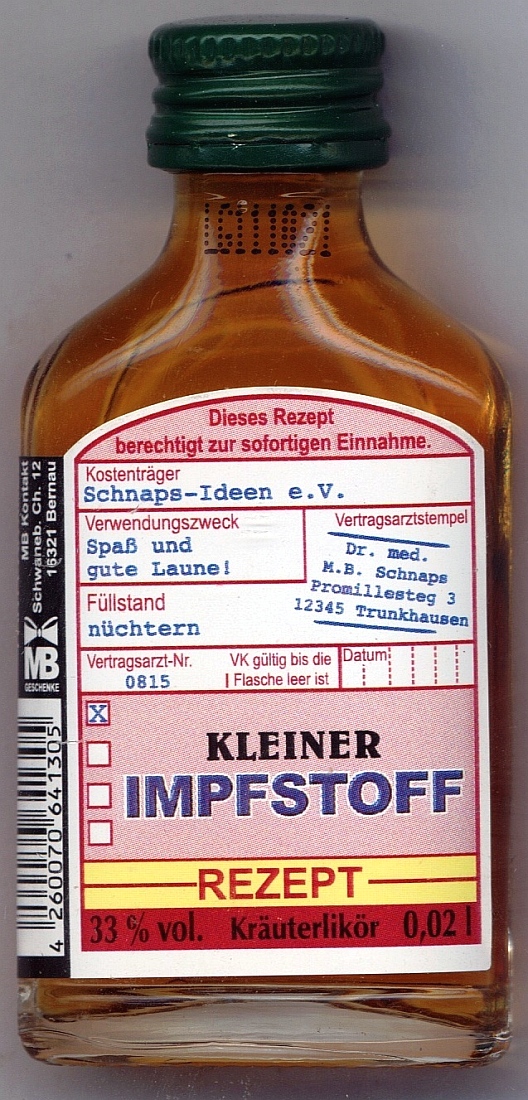 LG11107
Dieses Rezept
berechtigt zur sofortigen Einnahme.
Kostenträger
Schnaps-Ideen e.V.
Verwendungszweck
Spaß und
gute Laune!
Vertragsarztstempel
Dr. med.
M.B. Schnaps
Promillesteg 3
12345 Trunkhausen
Füllstand
nüchtern
Vertragsarzt-Nr.
0815
VK gültig bis die
Flasche leer ist
Datum
X
KLEINER
IMPFSTOFF
REZEPT
33 % vol. Kräuterlikör 0,02 l
MB Kontakt
Schwaneb. Ch. 12
16321 Bernau
MB
GESCHENKE
4 260070 641305